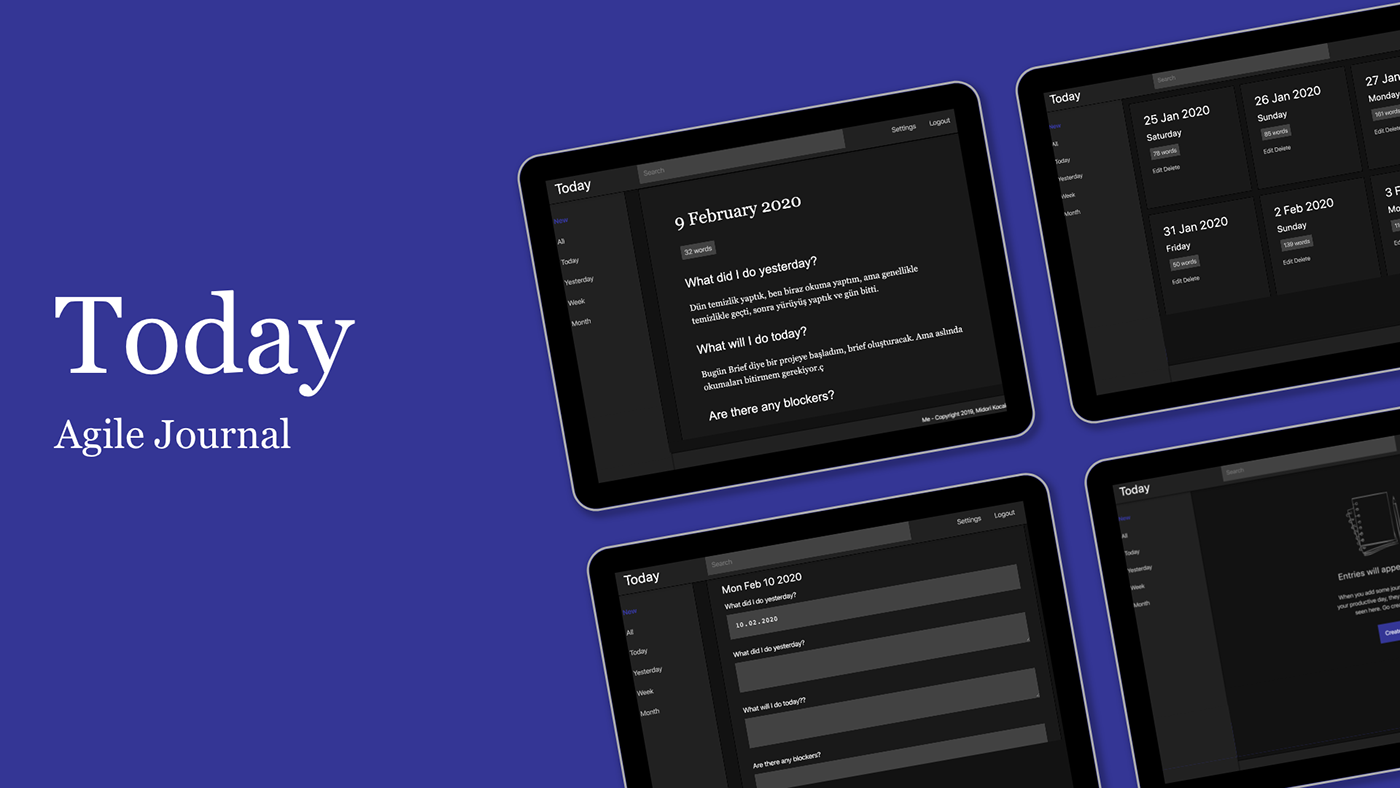 Today
Agile Journal
Today
Search
Settings
Logout
Now
All
Today
Yesterday
Week
Month
9 February 2020
32 words
What did I do yesterday?
Dün temizlik yaptık, ben biraz okuma yaptım, ama genellikle
temizlikle geçti, sonra yürüyüş yaptık ve gün bitti.
What will I do today?
Bugün Brief diye bir projeye başladım, brief oluşturacak. Ama aslında
okumaları bitirmem gerekiyor.ç
Are there any blockers?
Me - Copyright 2019, Midori Kocak
Today
Search
Now
All
Today
Yesterday
Week
Month
25 Jan 2020
Saturday
78 words
Edit Delete
26 Jan 2020
Sunday
85 words
Edit Delete
27 Jan
Monday
161 words
Edit Delete
31 Jan 2020
Friday
50 words
Edit Delete
2 Feb 2020
Sunday
139 words
Edit Delete
3 F
Mo
Today
Search
Settings
Logout
Now
All
Today
Yesterday
Week
Month
Mon Feb 10 2020
What did I do yesterday?
10.02.2020
What did I do yesterday?
What will I do today??
Are there any blockers?
Today
Search
Now
All
Today
Yesterday
Week
Month
Entries will appe
When you add some jour
your productive day, they
seen here. Go cre
Create